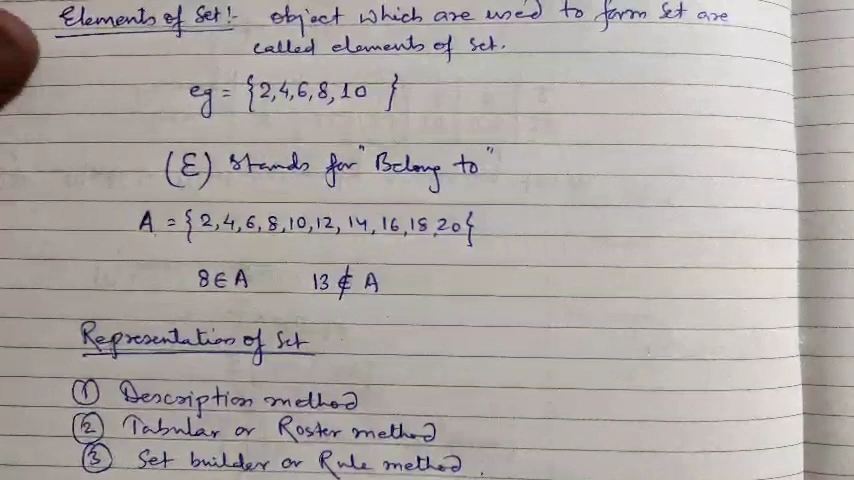 Elements of Set :- object which are used to form set are
called elements of set.
eg = {2,4,6,8,10 }
(ε) stands for "Belong to"
A = {2,4,6,8,10,12,14,16,18,20}
8 ∈ A 13 ∉ A
Representation of Set
① Description method
② Tabular or Roster method
③ Set builder or Rule method.